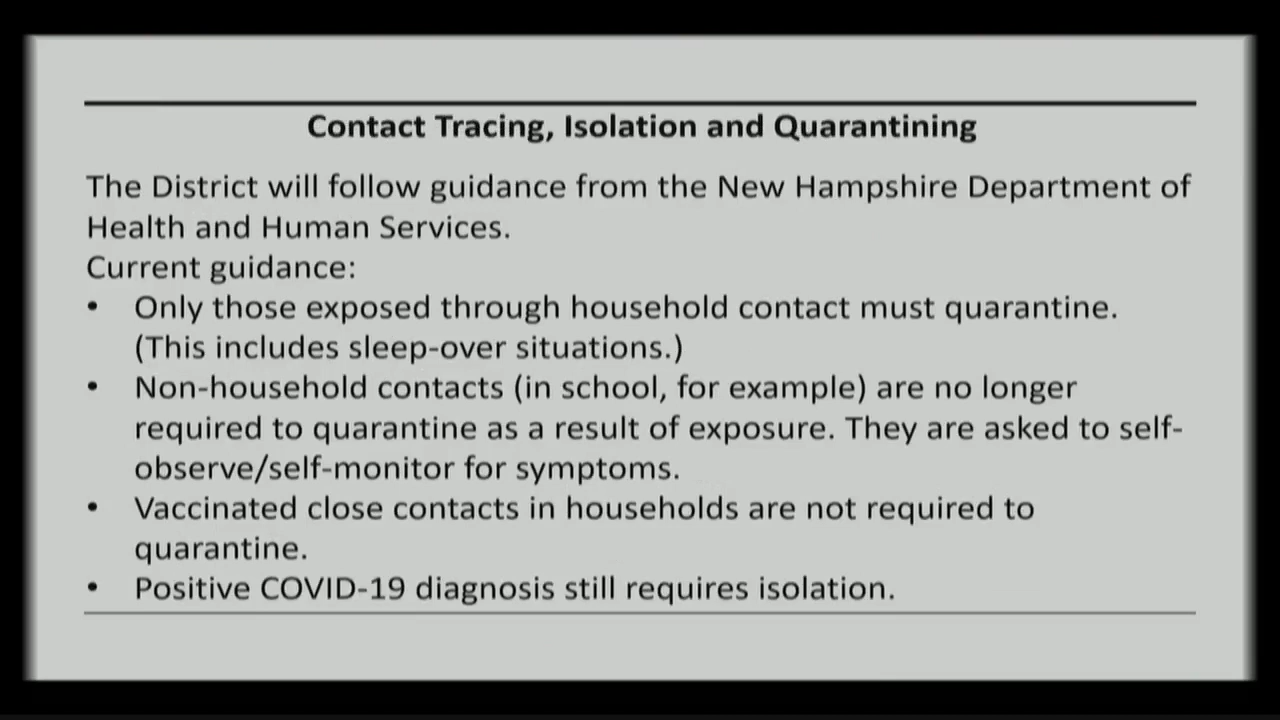 Contact Tracing, Isolation and Quarantining
The District will follow guidance from the New Hampshire Department of
Health and Human Services.
Current guidance:
• Only those exposed through household contact must quarantine.
(This includes sleep-over situations.)
• Non-household contacts (in school, for example) are no longer
required to quarantine as a result of exposure. They are asked to self-
observe/self-monitor for symptoms.
• Vaccinated close contacts in households are not required to
quarantine.
• Positive COVID-19 diagnosis still requires isolation.